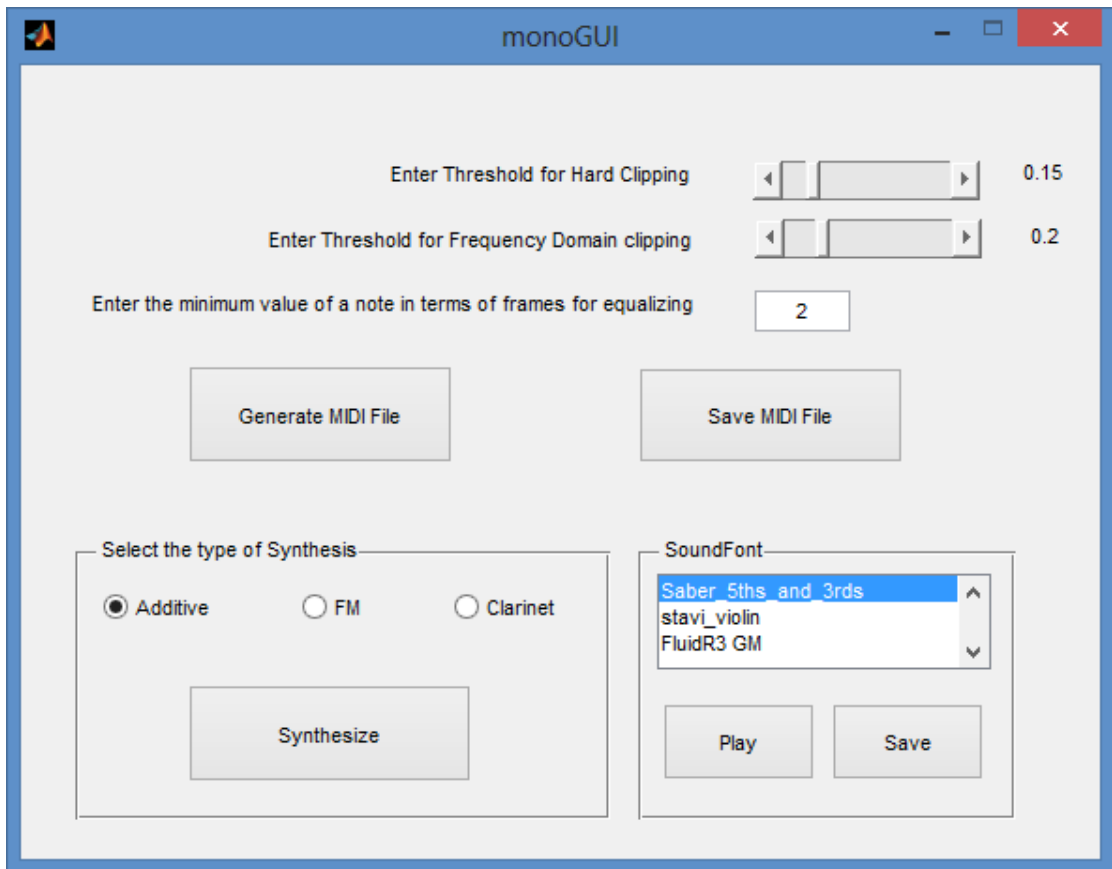 monoGUI
Enter Threshold for Hard Clipping 0.15
Enter Threshold for Frequency Domain clipping 0.2
Enter the minimum value of a note in terms of frames for equalizing 2
Generate MIDI File Save MIDI File
Select the type of Synthesis
Additive FM Clarinet
Synthesize
SoundFont
Saber_5ths_and_3rds
stavi_violin
FluidR3 GM
Play Save